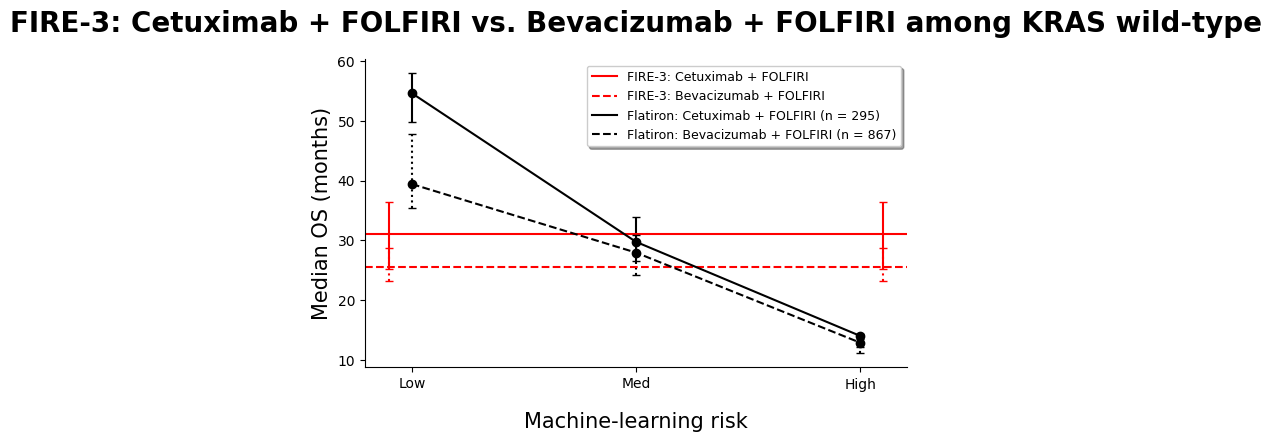 FIRE-3: Cetuximab + FOLFIRI vs. Bevacizumab + FOLFIRI among KRAS wild-type
Median OS (months)
60
50
40
30
20
10
FIRE-3: Cetuximab + FOLFIRI
FIRE-3: Bevacizumab + FOLFIRI
Flatiron: Cetuximab + FOLFIRI (n = 295)
Flatiron: Bevacizumab + FOLFIRI (n = 867)
Low
Med
High
Machine-learning risk